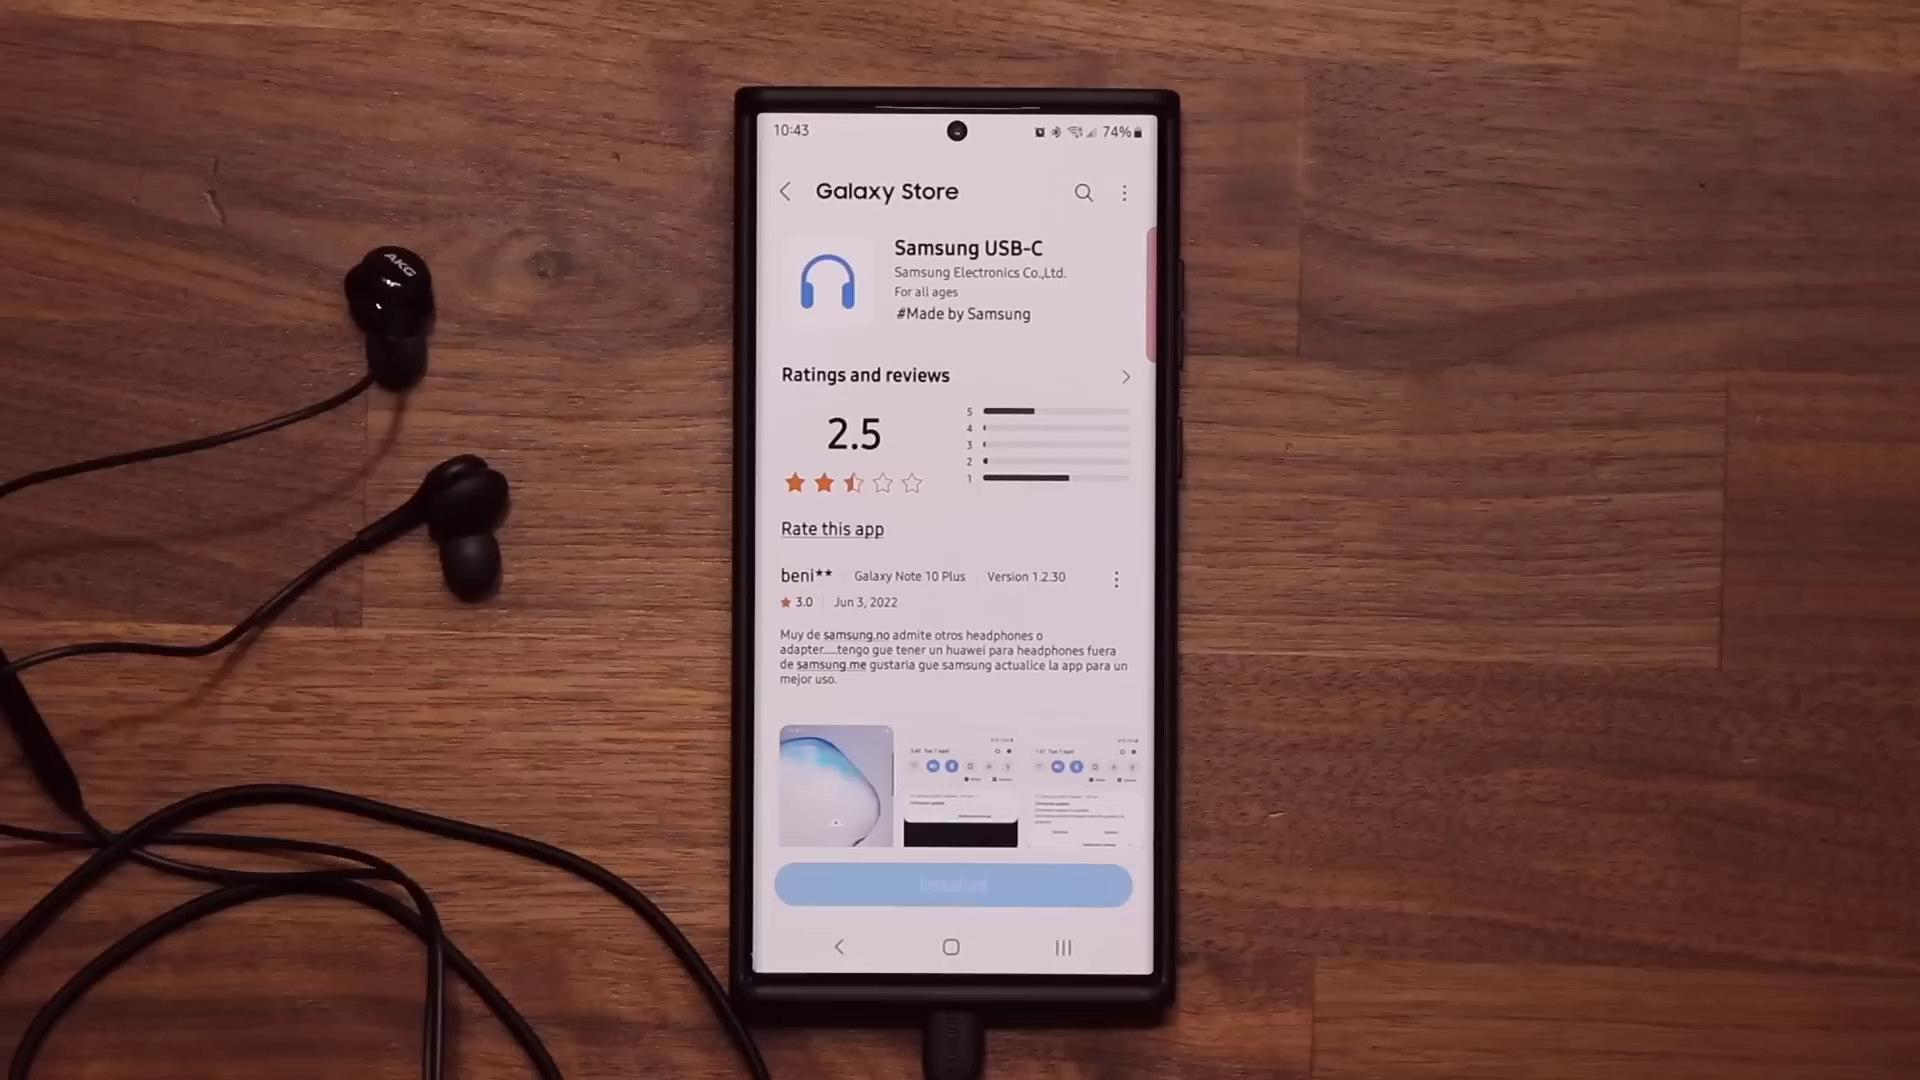 AKG
10:43
74%
Galaxy Store
Samsung USB-C
Samsung Electronics Co.,Ltd.
For all ages
#Made by Samsung
Ratings and reviews
2.5
5
4
3
2
1
Rate this app
beni** Galaxy Note 10 Plus Version 1.2.30
3.0 Jun 3, 2022
Muy de samsung.no admite otros headphones o
adapter.....tengo que tener un huawei para headphones fuera
de samsung.me gustaria que samsung actualice la app para un
mejor uso.